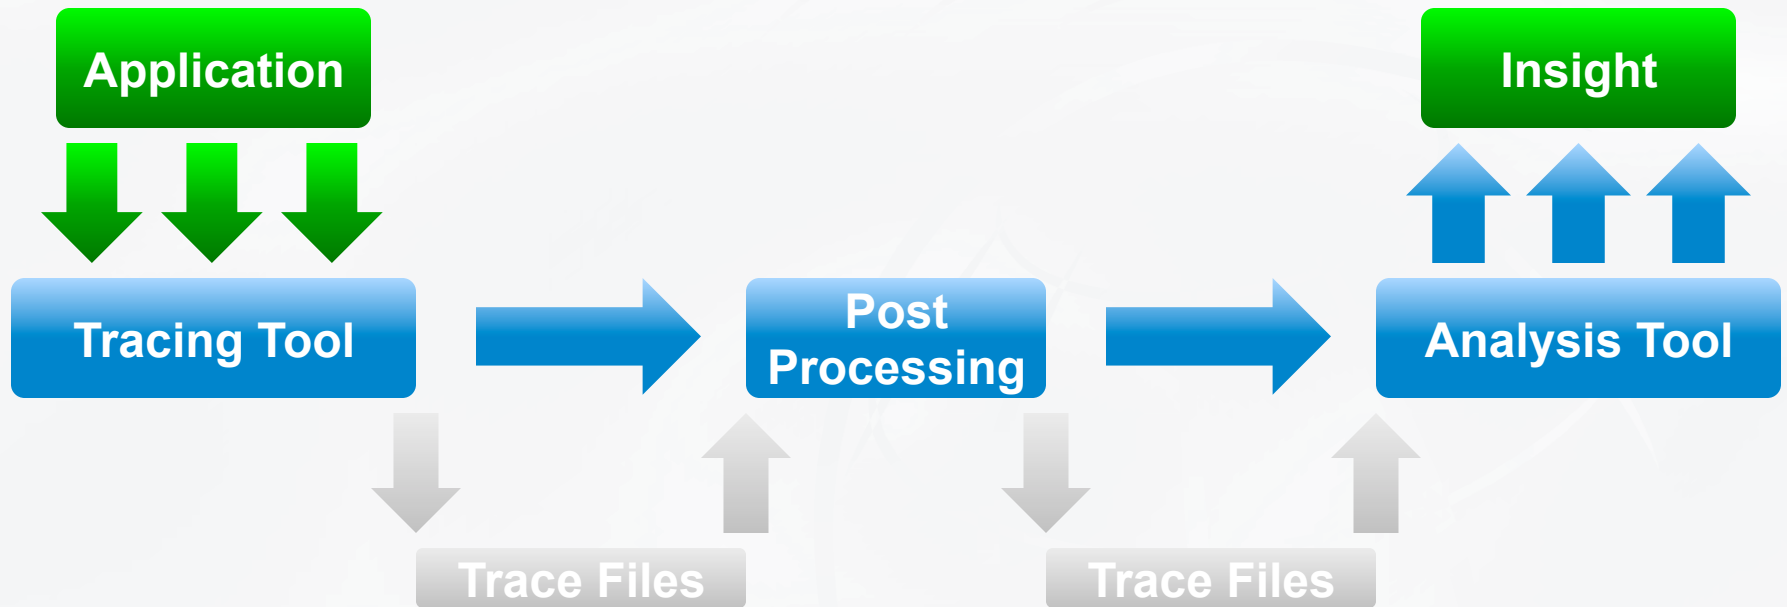 Application
Insight
Tracing Tool
Post
Processing
Analysis Tool
Trace Files
Trace Files